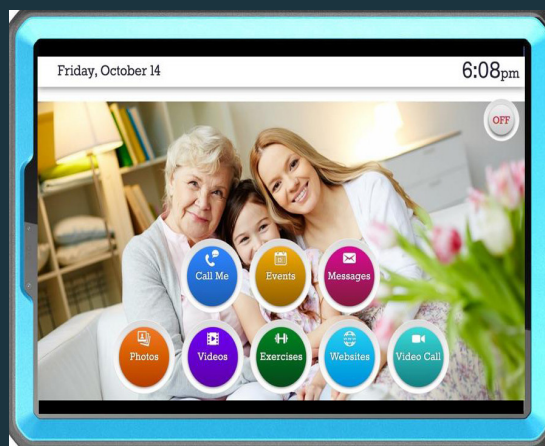 Friday, October 14
6:08pm
OFF
Call Me
Events
Messages
Photos
Videos
Exercises
Websites
Video Call